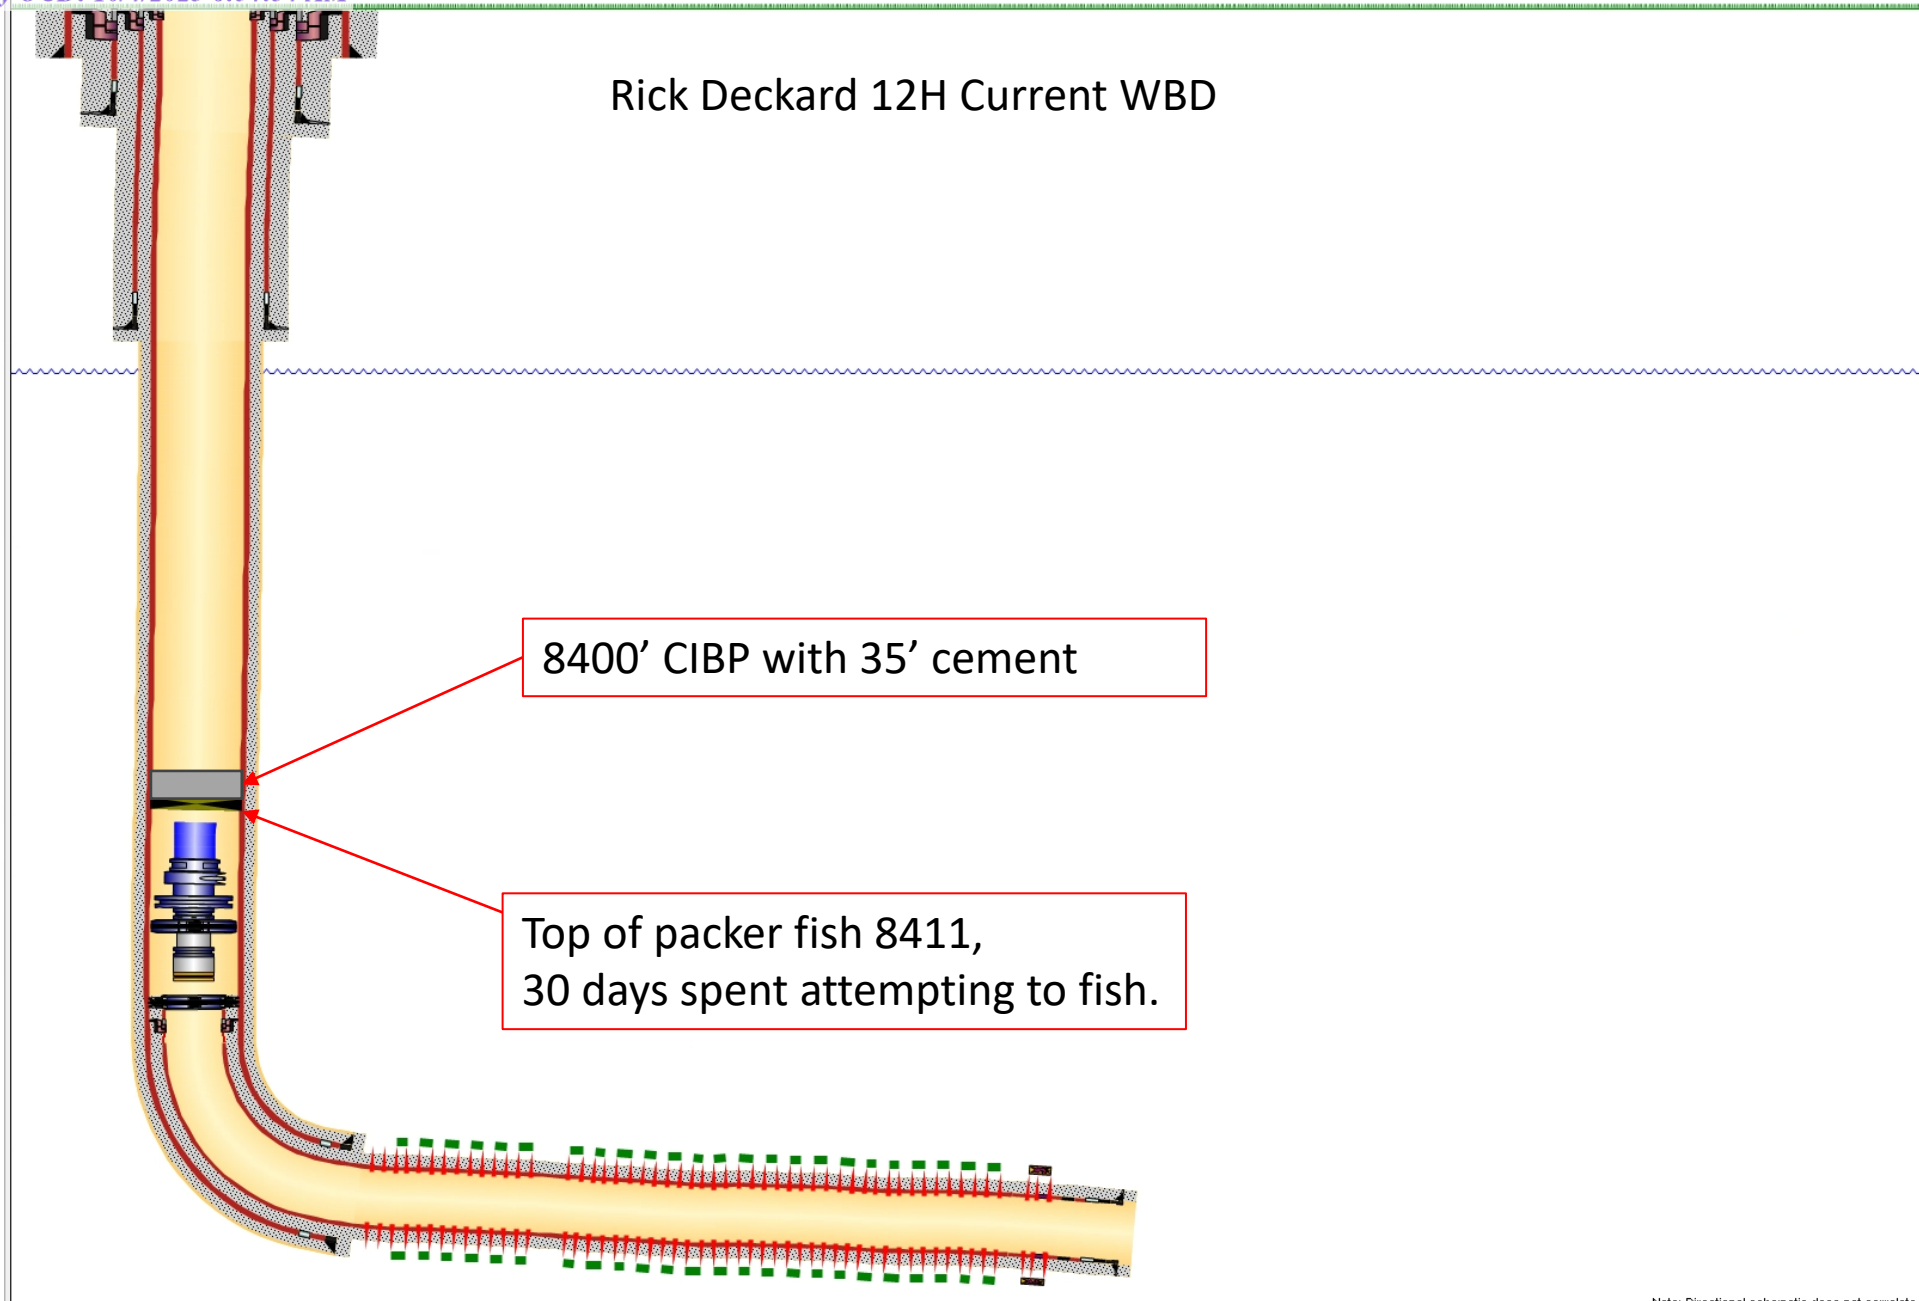 Rick Deckard 12H Current WBD
8400’ CIBP with 35’ cement
Top of packer fish 8411,
30 days spent attempting to fish.